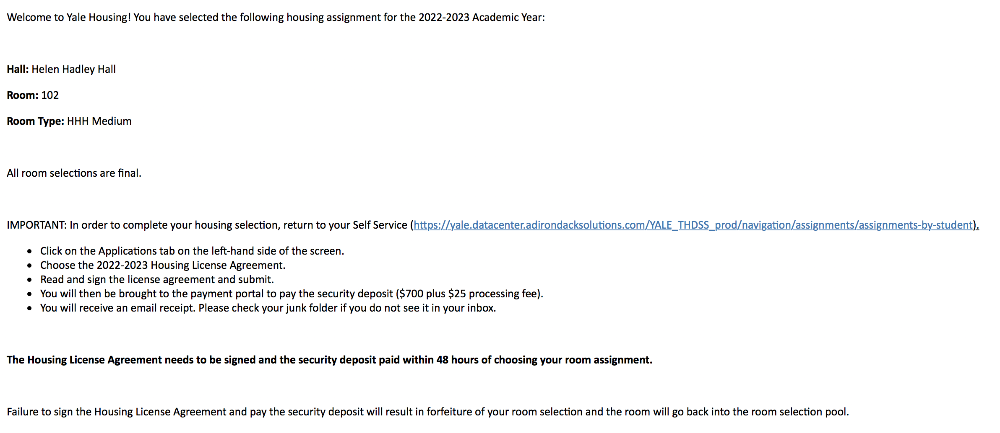 Welcome to Yale Housing! You have selected the following housing assignment for the 2022-2023 Academic Year:
Hall: Helen Hadley Hall
Room: 102
Room Type: HHH Medium
All room selections are final.
IMPORTANT: In order to complete your housing selection, return to your Self Service (https://yale.datacenter.adirondacksolutions.com/YALE_THDSS_prod/navigation/assignments/assignments-by-student).
• Click on the Applications tab on the left-hand side of the screen.
• Choose the 2022-2023 Housing License Agreement.
• Read and sign the license agreement and submit.
• You will then be brought to the payment portal to pay the security deposit ($700 plus $25 processing fee).
• You will receive an email receipt. Please check your junk folder if you do not see it in your inbox.
The Housing License Agreement needs to be signed and the security deposit paid within 48 hours of choosing your room assignment.
Failure to sign the Housing License Agreement and pay the security deposit will result in forfeiture of your room selection and the room will go back into the room selection pool.